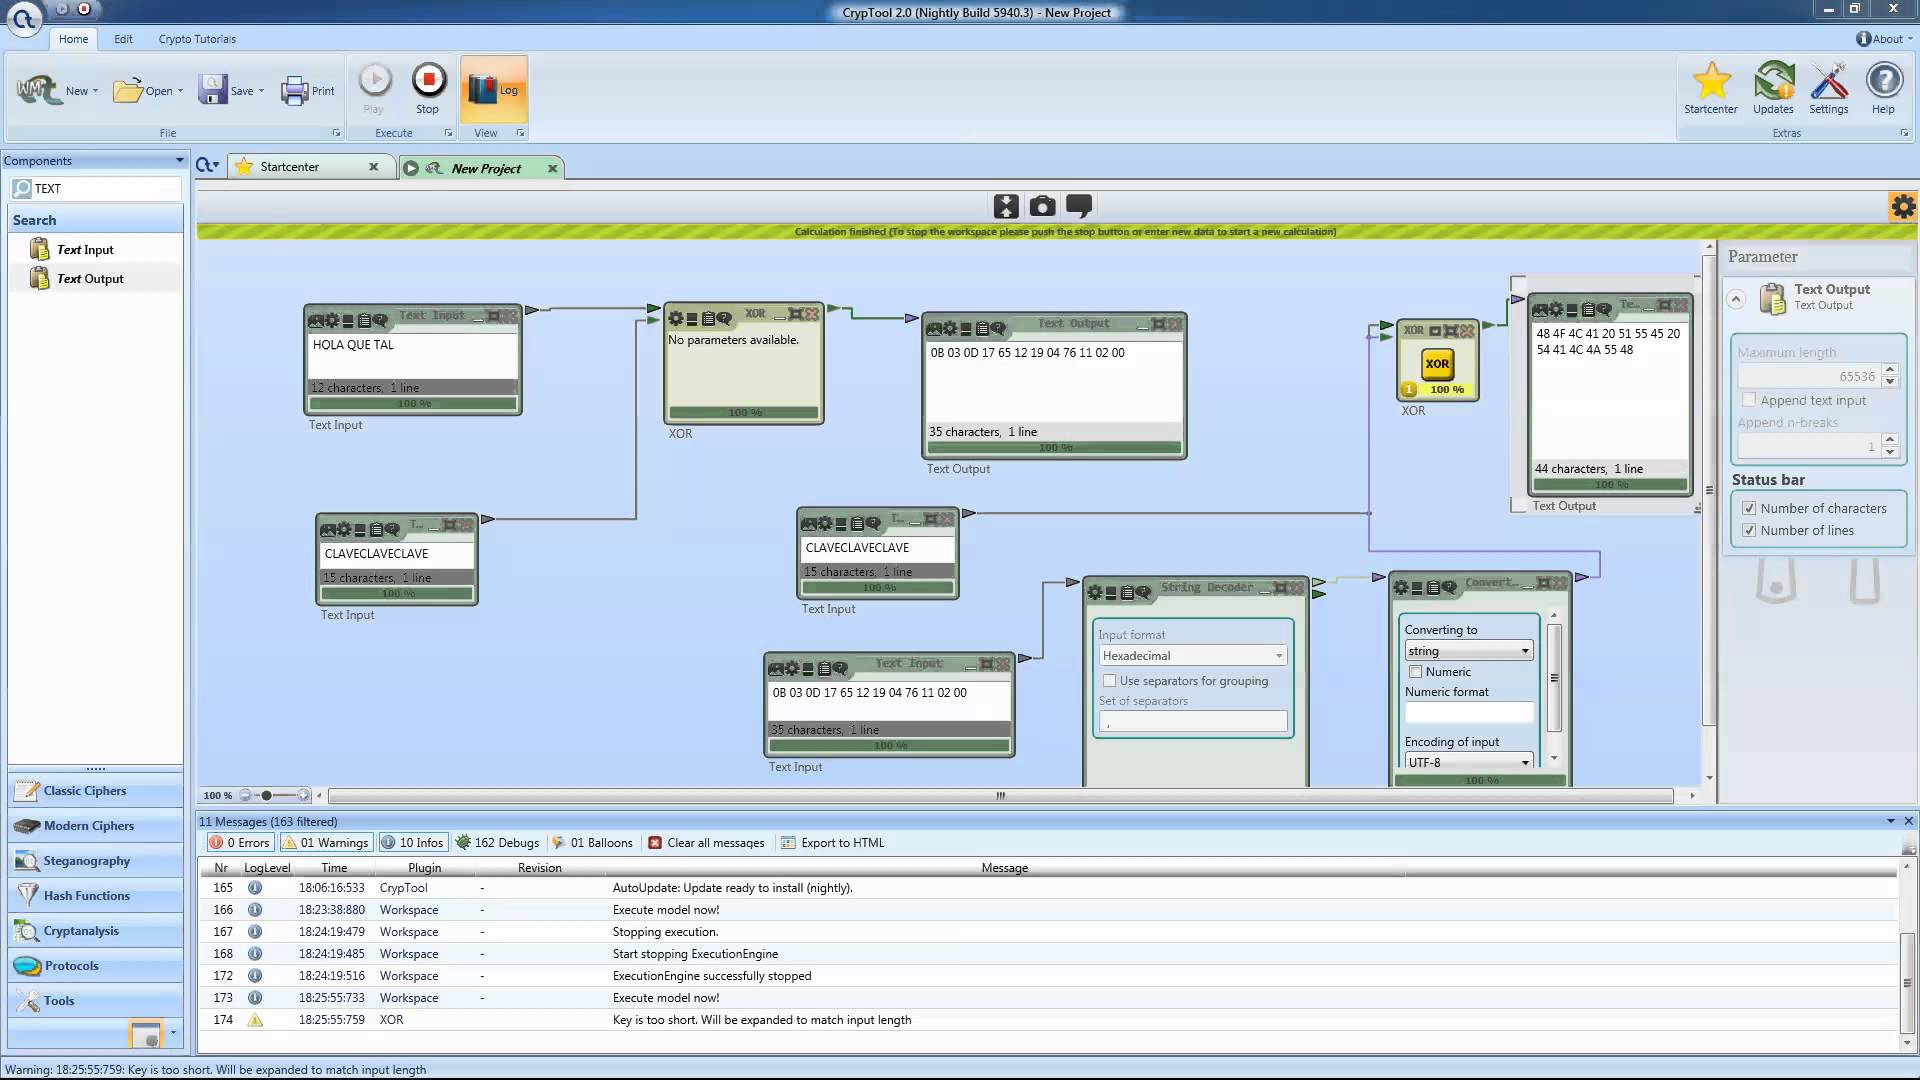 CrypTool 2.0 (Nightly Build 5940.3) - New Project
Home Edit Crypto Tutorials
About
New Open Save Print
Play Stop
Log
Startcenter Updates Settings Help
File Execute View Extras
Components
Startcenter New Project
TEXT
Search
Text Input
Text Output
Calculation finished (To stop the workspace please push the stop button or enter new data to start a new calculation)
Parameter
Text Output
Text Output
Maximum length
65536
Append text input
Append n-breaks
1
Status bar
Number of characters
Number of lines
Text Input
HOLA QUE TAL
12 characters, 1 line
100 %
Text Input
XOR
No parameters available.
100 %
XOR
Text Output
0B 03 0D 17 65 12 19 04 76 11 02 00
35 characters, 1 line
100 %
Text Output
XOR
XOR
1 100 %
XOR
Te...
48 4F 4C 41 20 51 55 45 20
54 41 4C 4A 55 48
44 characters, 1 line
100 %
Text Output
T...
CLAVECLAVECLAVE
15 characters, 1 line
100 %
Text Input
T...
CLAVECLAVECLAVE
15 characters, 1 line
100 %
Text Input
Text Input
0B 03 0D 17 65 12 19 04 76 11 02 00
35 characters, 1 line
100 %
Text Input
String Decoder
Input format
Hexadecimal
Use separators for grouping
Set of separators
,
Convert...
Converting to
string
Numeric
Numeric format
Encoding of input
UTF-8
100 %
100 %
Classic Ciphers
Modern Ciphers
Steganography
Hash Functions
Cryptanalysis
Protocols
Tools
11 Messages (163 filtered)
0 Errors 01 Warnings 10 Infos 162 Debugs 01 Balloons Clear all messages Export to HTML
Nr LogLevel Time Plugin Revision Message
165 18:06:16:533 CrypTool - AutoUpdate: Update ready to install (nightly).
166 18:23:38:880 Workspace - Execute model now!
167 18:24:19:479 Workspace - Stopping execution.
168 18:24:19:485 Workspace - Start stopping ExecutionEngine
172 18:24:19:516 Workspace - ExecutionEngine successfully stopped
173 18:25:55:733 Workspace - Execute model now!
174 18:25:55:759 XOR - Key is too short. Will be expanded to match input length
Warning: 18:25:55:759: Key is too short. Will be expanded to match input length